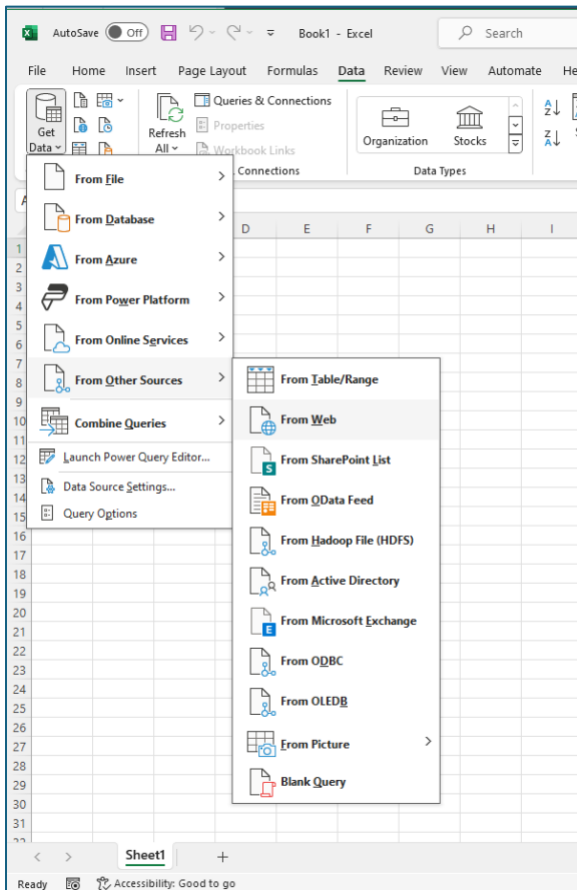 AutoSave Off Book1 - Excel Search
File Home Insert Page Layout Formulas Data Review View Automate He
Get Data
Refresh All
Queries & Connections
Properties
Workbook Links
Connections
Organization Stocks
Data Types
A
Z
Z
A
From File
From Database
From Azure
From Power Platform
From Online Services
From Other Sources
Combine Queries
Launch Power Query Editor...
Data Source Settings...
Query Options
From Table/Range
From Web
From SharePoint List
From OData Feed
From Hadoop File (HDFS)
From Active Directory
From Microsoft Exchange
From ODBC
From OLEDB
From Picture
Blank Query
D E F G H I
1
2
3
4
5
6
7
8
9
10
11
12
13
14
15
16
17
18
19
20
21
22
23
24
25
26
27
28
29
30
31
Sheet1
Ready Accessibility: Good to go